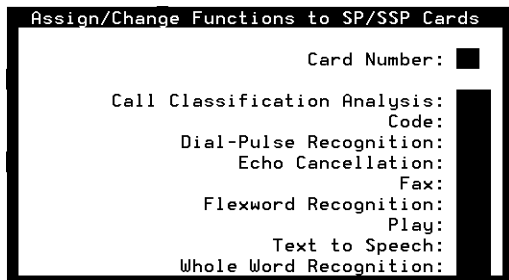 Assign/Change Functions to SP/SSP Cards
Card Number:
Call Classification Analysis:
Code:
Dial-Pulse Recognition:
Echo Cancellation:
Fax:
Flexword Recognition:
Play:
Text to Speech:
Whole Word Recognition: